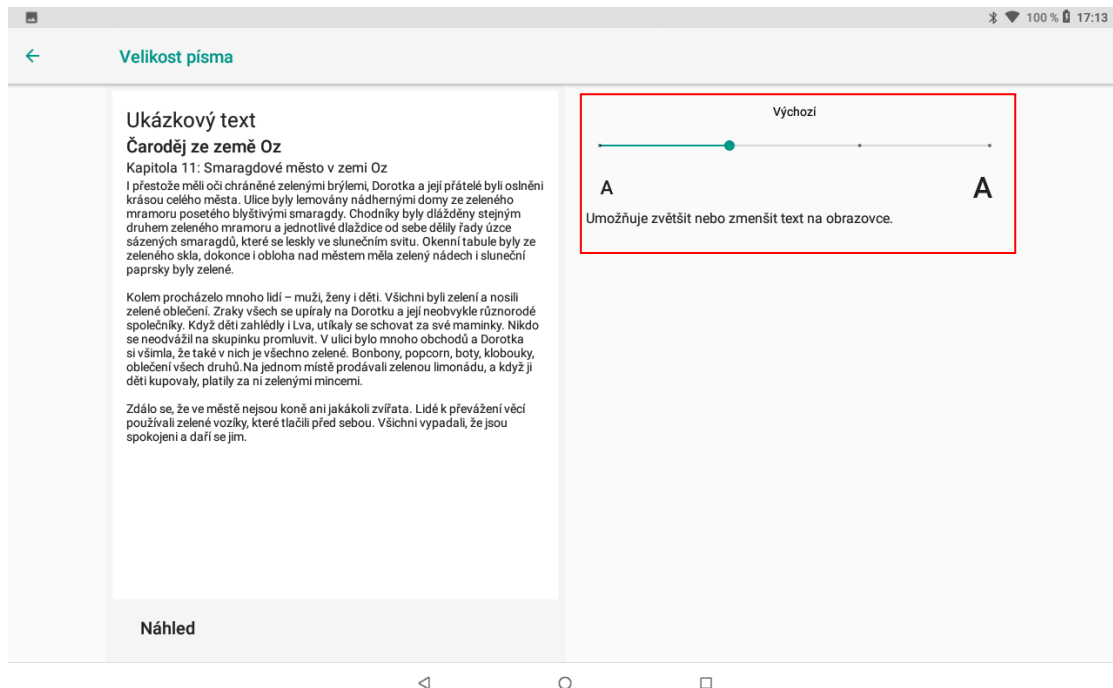 100 % 17:13
Velikost písma
Ukázkový text
Čaroděj ze země Oz
Kapitola 11: Smaragdové město v zemi Oz
I přestože měli oči chráněné zelenými brýlemi, Dorotka a její přátelé byli oslněni
krásou celého města. Ulice byly lemovány nádhernými domy ze zeleného
mramoru posetého blyštivými smaragdy. Chodníky byly dlážděny stejným
druhem zeleného mramoru a jednotlivé dlaždice od sebe dělily řady úzce
sázených smaragdů, které se leskly ve slunečním svitu. Okenní tabule byly ze
zeleného skla, dokonce i obloha nad městem měla zelený nádech i sluneční
paprsky byly zelené.
Kolem procházelo mnoho lidí – muži, ženy i děti. Všichni byli zelení a nosili
zelené oblečení. Zraky všech se upíraly na Dorotku a její neobvykle různorodé
společníky. Když děti zahlédly i Lva, utíkaly se schovat za své maminky. Nikdo
se neodvážil na skupinku promluvit. V ulici bylo mnoho obchodů a Dorotka
si všimla, že také v nich je všechno zelené. Bonbony, popcorn, boty, klobouky,
oblečení všech druhů.Na jednom místě prodávali zelenou limonádu, a když ji
děti kupovaly, platily za ni zelenými mincemi.
Zdálo se, že ve městě nejsou koně ani jakákoli zvířata. Lidé k převážení věcí
používali zelené vozíky, které tlačili před sebou. Všichni vypadali, že jsou
spokojeni a daří se jim.
Náhled
Výchozí
A A
Umožňuje zvětšit nebo zmenšit text na obrazovce.